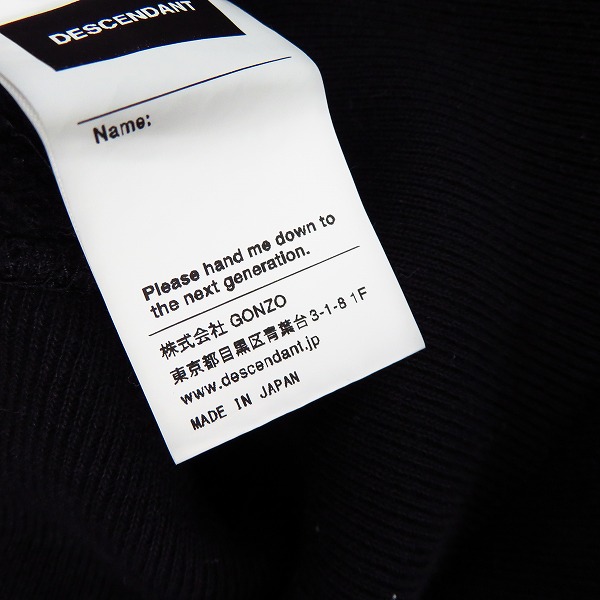 DESCENDANT
Name:
Please hand me down to
the next generation.
株式会社 GONZO
東京都目黒区青葉台3-1-8 1F
www.descendant.jp
MADE IN JAPAN